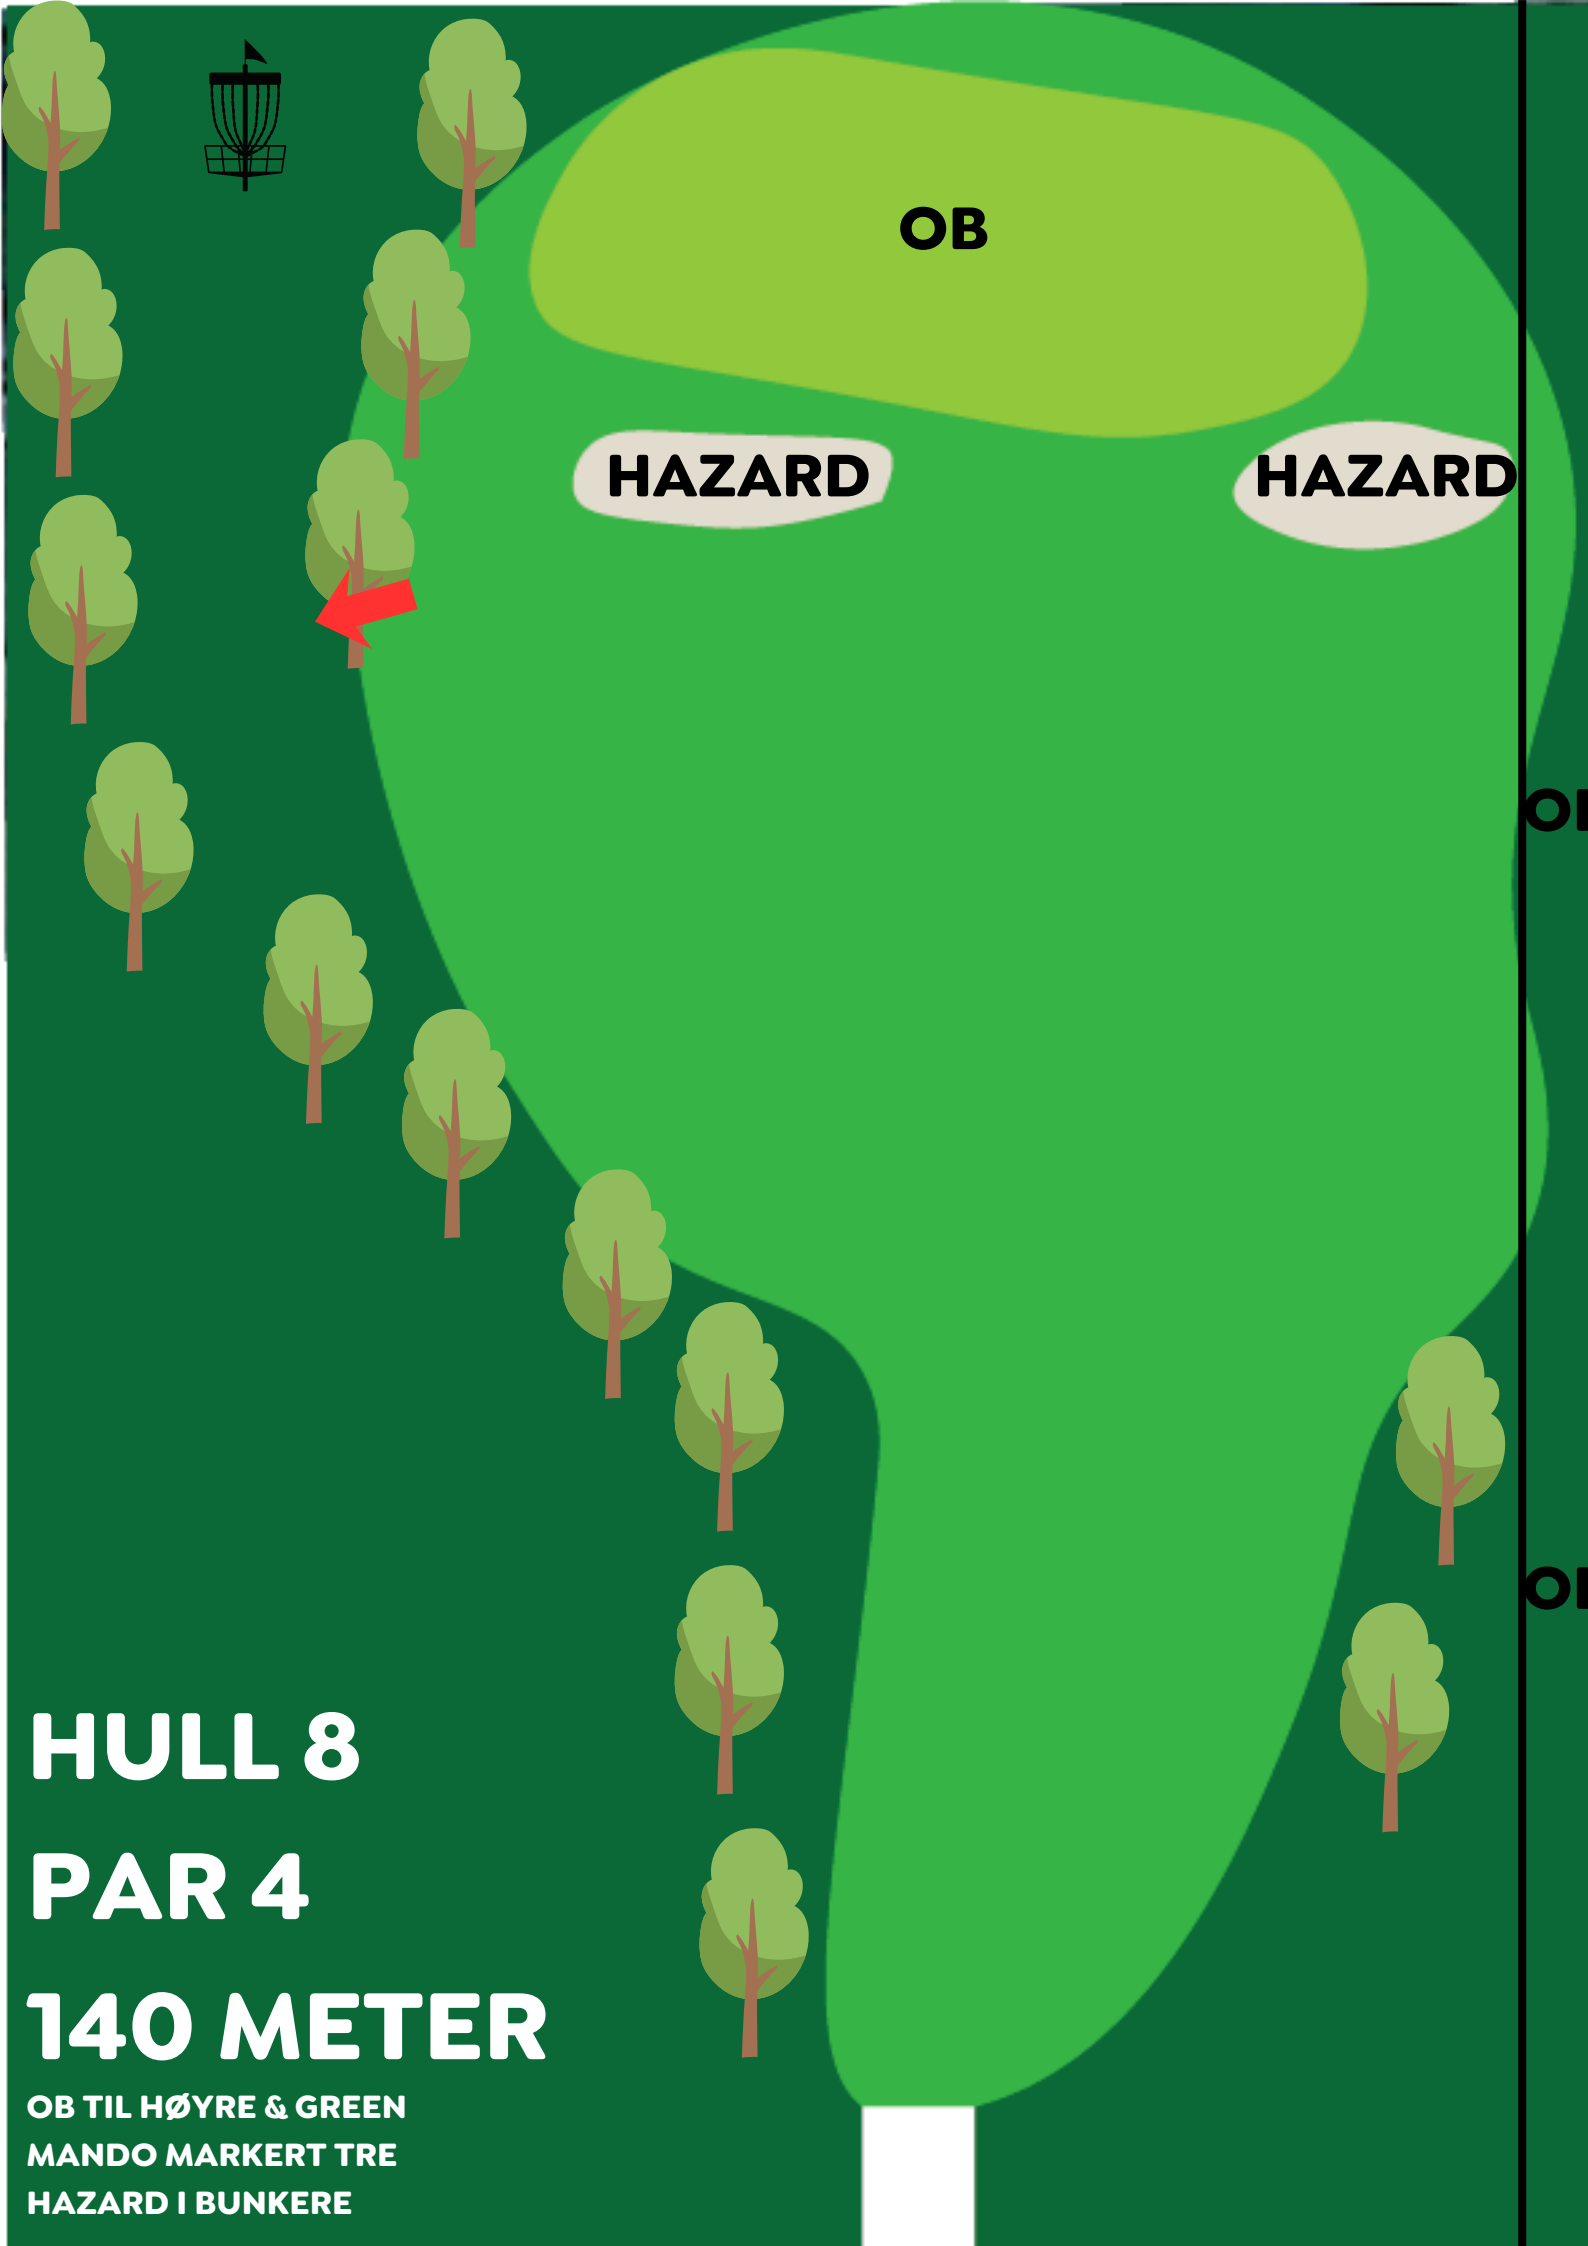 OB
HAZARD
HAZARD
HULL 8
PAR 4
140 METER
OB TIL HØYRE & GREEN
MANDO MARKERT TRE
HAZARD I BUNKERE